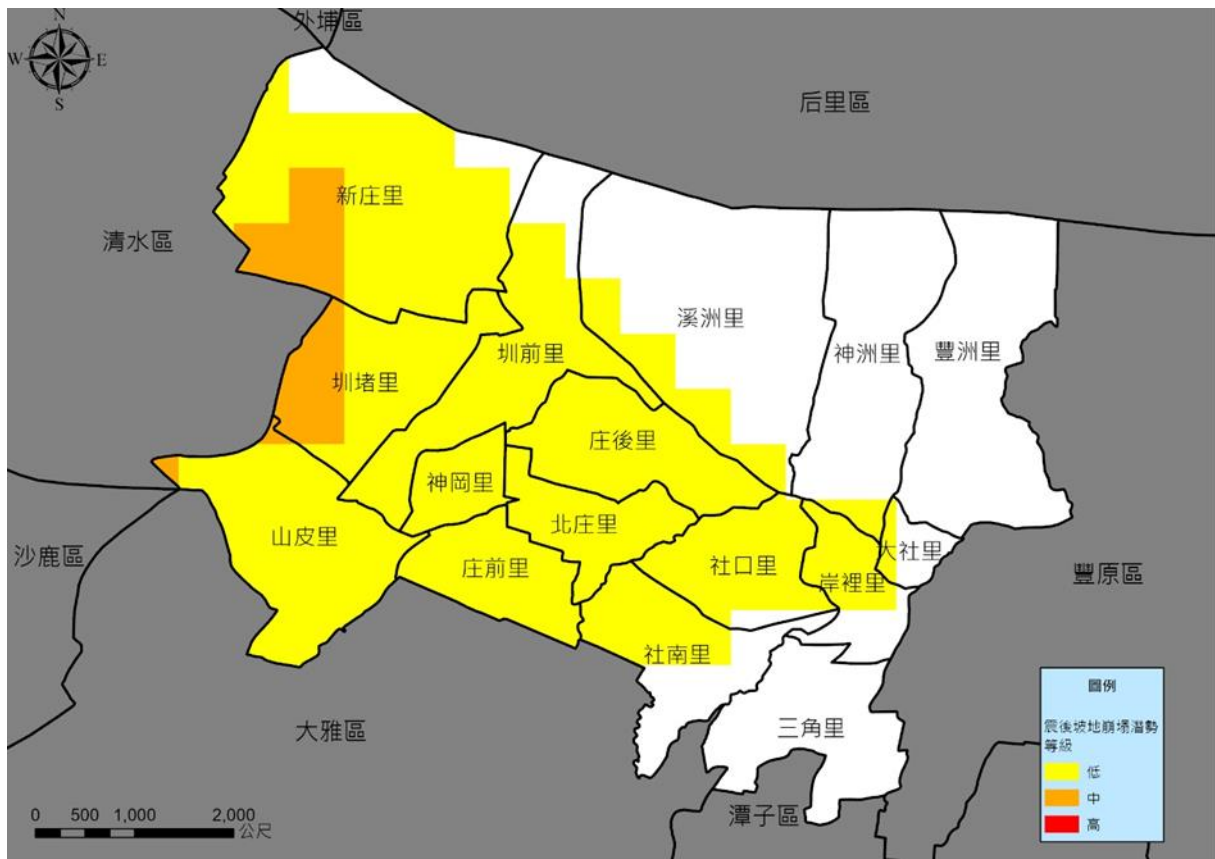 N
W
E
S
外埔區
后里區
新庄里
清水區
溪洲里
圳前里
神洲里
豐洲里
圳堵里
庄後里
神岡里
北庄里
山皮里
沙鹿區
庄前里
社口里
大社里
岸裡里
豐原區
社南里
大雅區
三角里
潭子區
圖例
震後坡地崩塌潛勢
等級
低
中
高
0 500 1,000 2,000
公尺